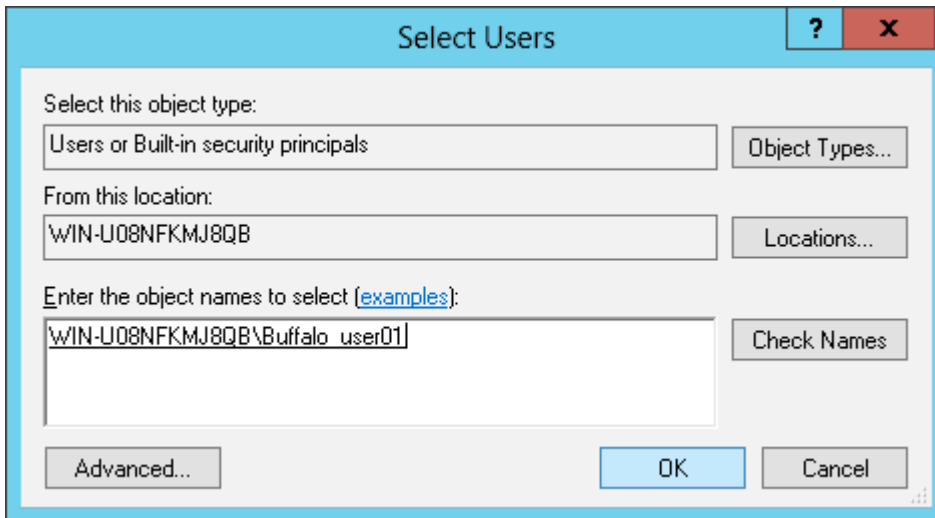 Select Users
?
x
Select this object type:
Users or Built-in security principals
Object Types...
From this location:
WIN-U08NFKMJ8QB
Locations...
Enter the object names to select (examples):
WIN-U08NFKMJ8QB\Buffalo_user01
Check Names
Advanced...
OK
Cancel